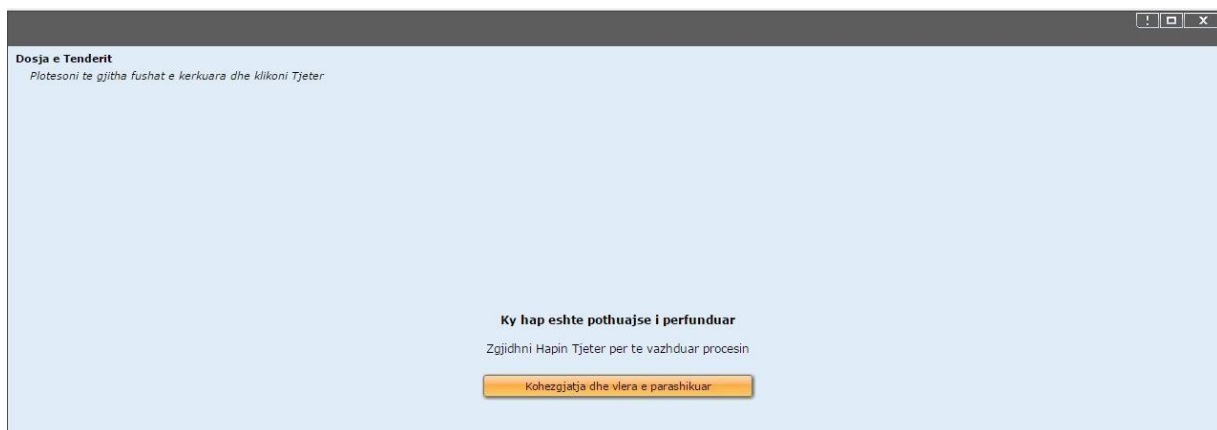 Dosja e Tenderit
Plotesoni te gjitha fushat e kerkuara dhe klikoni Tjeter
Ky hap eshte pothuajse i perfunduar
Zgjidhni Hapin Tjeter per te vazhduar procesin
Kohezgjatja dhe vlera e parashikuar